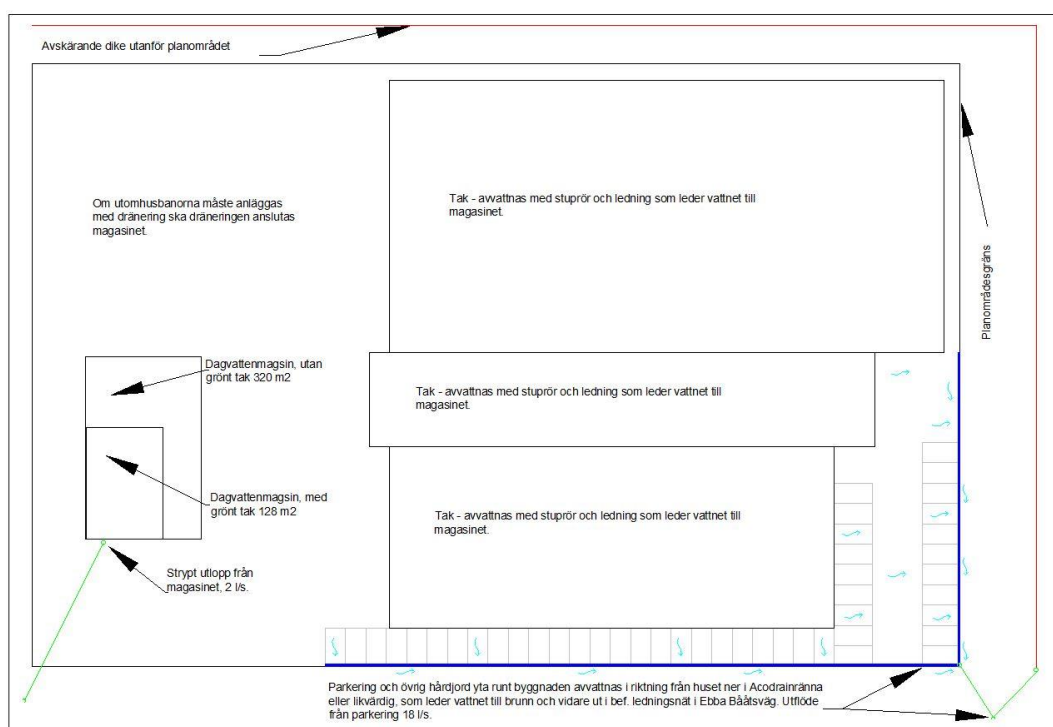 Avskärande dike utanför planområdet
Om utomhusbanorna måste anläggas
med dränering ska dräneringen anslutas
magasinet.
Tak - avvattnas med stuprör och ledning som leder vattnet till
magasinet.
Planområdesgräns
Dagvattenmagsin, utan
grönt tak 320 m2
Tak - avvattnas med stuprör och ledning som leder vattnet till
magasinet.
Dagvattenmagsin, med
grönt tak 128 m2
Tak - avvattnas med stuprör och ledning som leder vattnet till
magasinet.
Strypt utlopp från
magasinet, 2 l/s.
Parkering och övrig hårdjord yta runt byggnaden avvattnas i riktning från huset ner i Acodrainränna
eller likvärdig, som leder vattnet till brunn och vidare ut i bef. ledningsnät i Ebba Bååtsväg. Utflöde
från parkering 18 l/s.